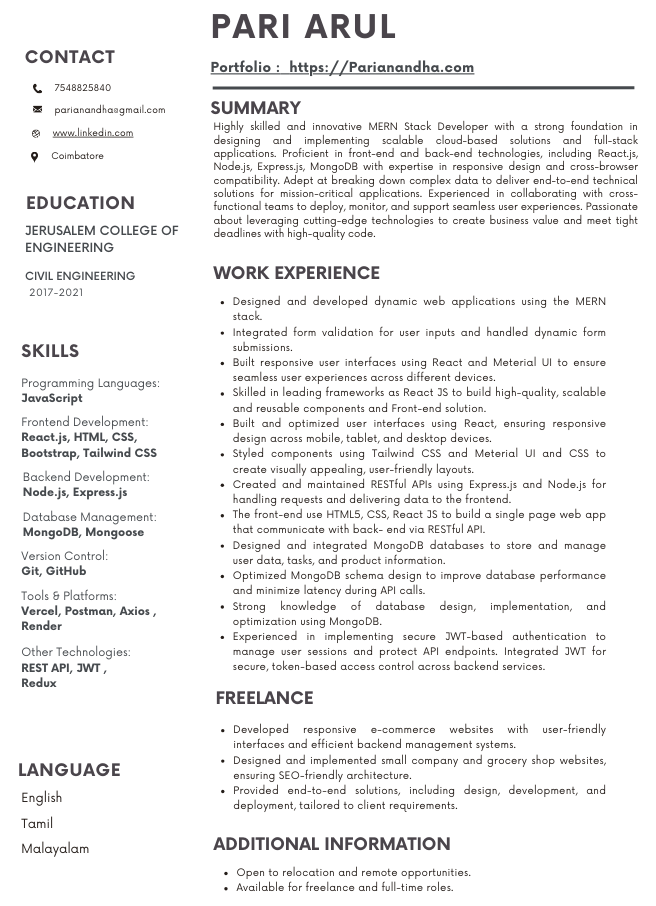 PARI ARUL
Portfolio :  https://Parianandha.com
CONTACT
7548825840
parianandha@gmail.com
www.linkedin.com
Coimbatore
EDUCATION
JERUSALEM COLLEGE OF
ENGINEERING
CIVIL ENGINEERING
2017-2021
SKILLS
Programming Languages:
JavaScript
Frontend Development:
React.js, HTML, CSS,
Bootstrap, Tailwind CSS
Backend Development:
Node.js, Express.js
Database Management:
MongoDB, Mongoose
Version Control:
Git, GitHub
Tools & Platforms:
Vercel, Postman, Axios ,
Render
Other Technologies:
REST API, JWT ,
Redux
LANGUAGE
English
Tamil
Malayalam
SUMMARY
Highly skilled and innovative MERN Stack Developer with a strong foundation in
designing and implementing scalable cloud-based solutions and full-stack
applications. Proficient in front-end and back-end technologies, including React.js,
Node.js, Express.js, MongoDB with expertise in responsive design and cross-browser
compatibility. Adept at breaking down complex data to deliver end-to-end technical
solutions for mission-critical applications. Experienced in collaborating with cross-
functional teams to deploy, monitor, and support seamless user experiences. Passionate
about leveraging cutting-edge technologies to create business value and meet tight
deadlines with high-quality code.
WORK EXPERIENCE
• Designed and developed dynamic web applications using the MERN
stack.
• Integrated form validation for user inputs and handled dynamic form
submissions.
• Built responsive user interfaces using React and Meterial UI to ensure
seamless user experiences across different devices.
• Skilled in leading frameworks as React JS to build high-quality, scalable
and reusable components and Front-end solution.
• Built and optimized user interfaces using React, ensuring responsive
design across mobile, tablet, and desktop devices.
• Styled components using Tailwind CSS and Meterial UI and CSS to
create visually appealing, user-friendly layouts.
• Created and maintained RESTful APIs using Express.js and Node.js for
handling requests and delivering data to the frontend.
• The front-end use HTML5, CSS, React JS to build a single page web app
that communicate with back- end via RESTful API.
• Designed and integrated MongoDB databases to store and manage
user data, tasks, and product information.
• Optimized MongoDB schema design to improve database performance
and minimize latency during API calls.
• Strong knowledge of database design, implementation, and
optimization using MongoDB.
• Experienced in implementing secure JWT-based authentication to
manage user sessions and protect API endpoints. Integrated JWT for
secure, token-based access control across backend services.
FREELANCE
• Developed responsive e-commerce websites with user-friendly
interfaces and efficient backend management systems.
• Designed and implemented small company and grocery shop websites,
ensuring SEO-friendly architecture.
• Provided end-to-end solutions, including design, development, and
deployment, tailored to client requirements.
ADDITIONAL INFORMATION
• Open to relocation and remote opportunities.
• Available for freelance and full-time roles.